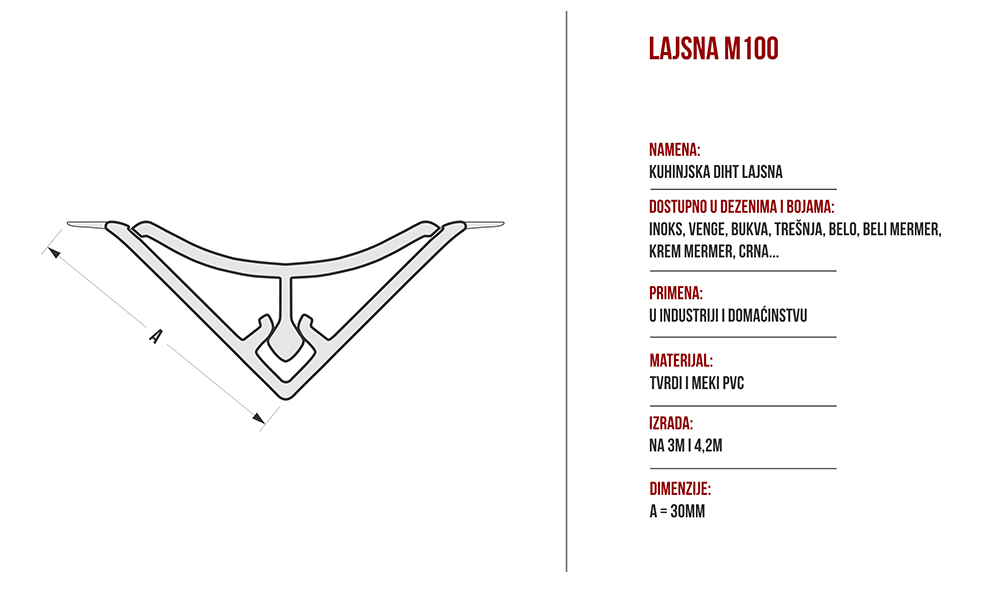 LAJSNA M100
NAMENA:
KUHINJSKA DIHT LAJSNA
DOSTUPNO U DEZENIMA I BOJAMA:
INOKS, VENGE, BUKVA, TREŠNJA, BELO, BELI MERMER,
KREM MERMER, CRNA...
PRIMENA:
U INDUSTRIJI I DOMAĆINSTVU
MATERIJAL:
TVRDI I MEKI PVC
IZRADA:
NA 3M I 4,2M
DIMENZIJE:
A = 30MM
A